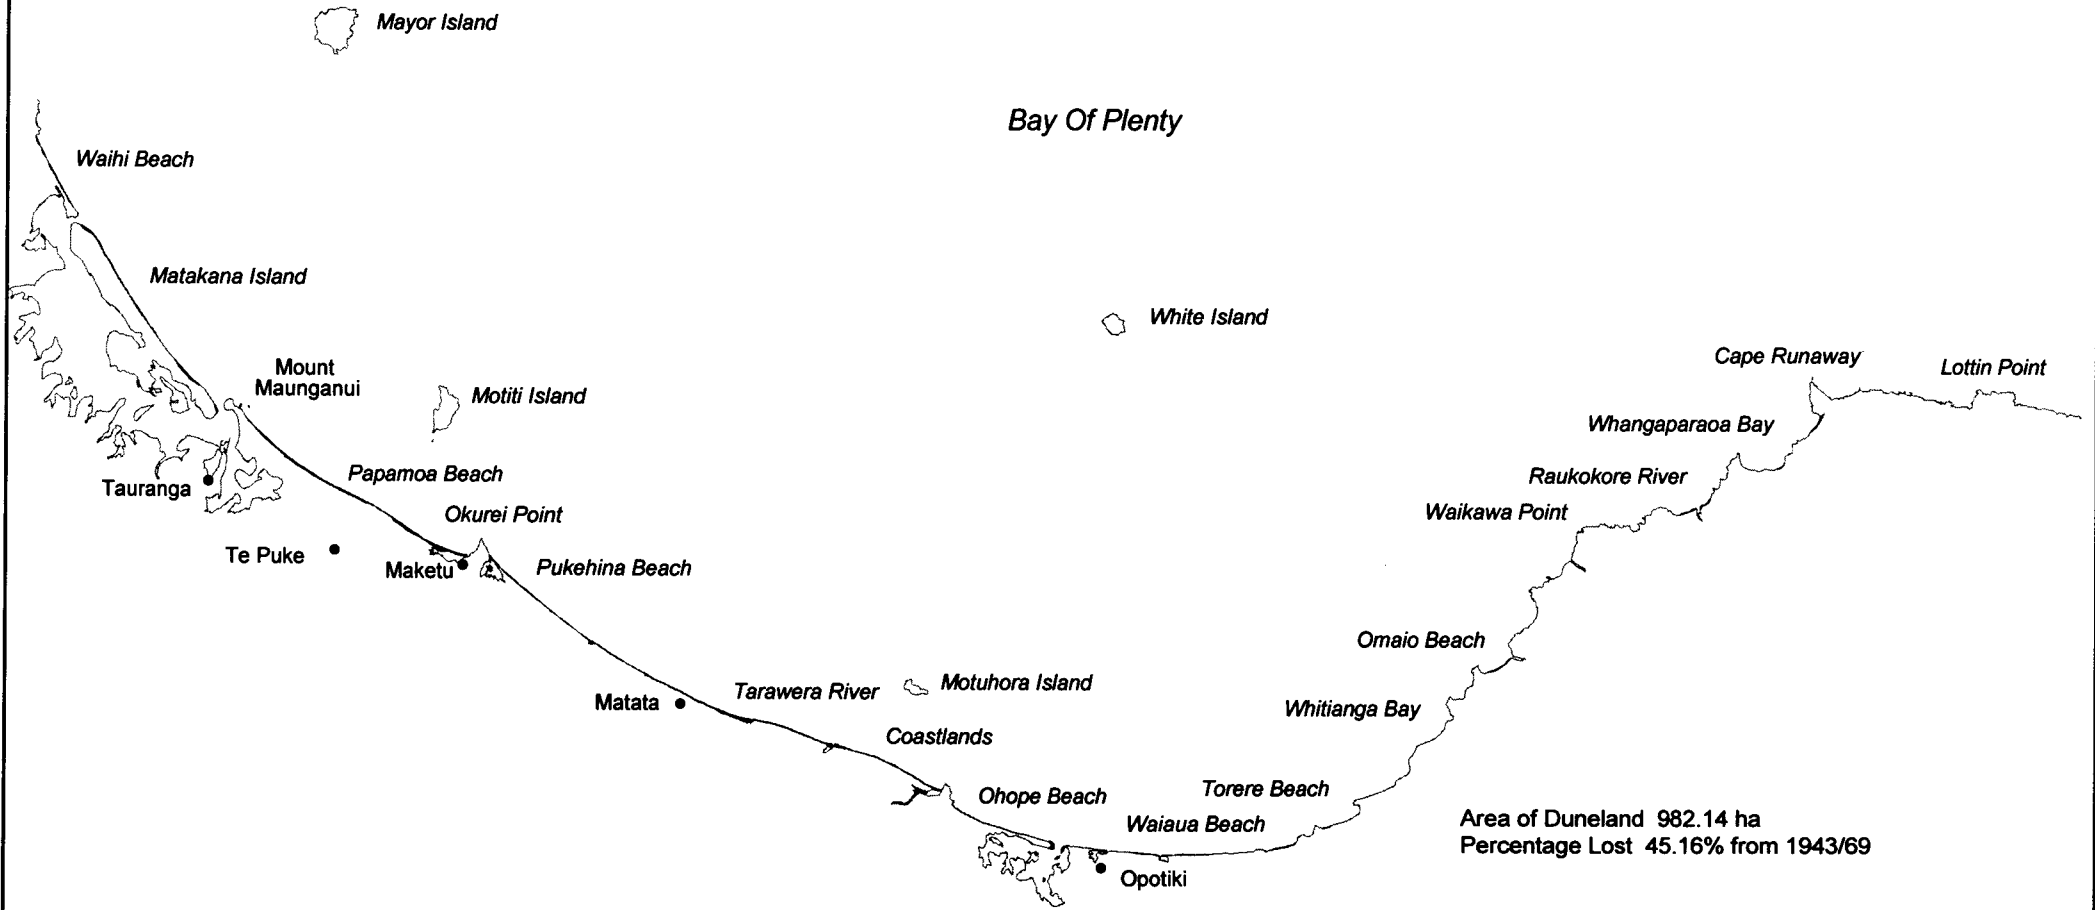 Mayor Island
Bay Of Plenty
Waihi Beach
Matakana Island
White Island
Mount
Maunganui
Cape Runaway
Lottin Point
Motiti Island
Whangaparaoa Bay
Papamoa Beach
Raukokore River
Tauranga
Okurei Point
Waikawa Point
Te Puke
Maketu
Pukehina Beach
Omaio Beach
Motuhora Island
Tarawera River
Matata
Whitianga Bay
Coastlands
Torere Beach
Ohope Beach
Waiaua Beach
Area of Duneland 982.14 ha
Percentage Lost 45.16% from 1943/69
Opotiki